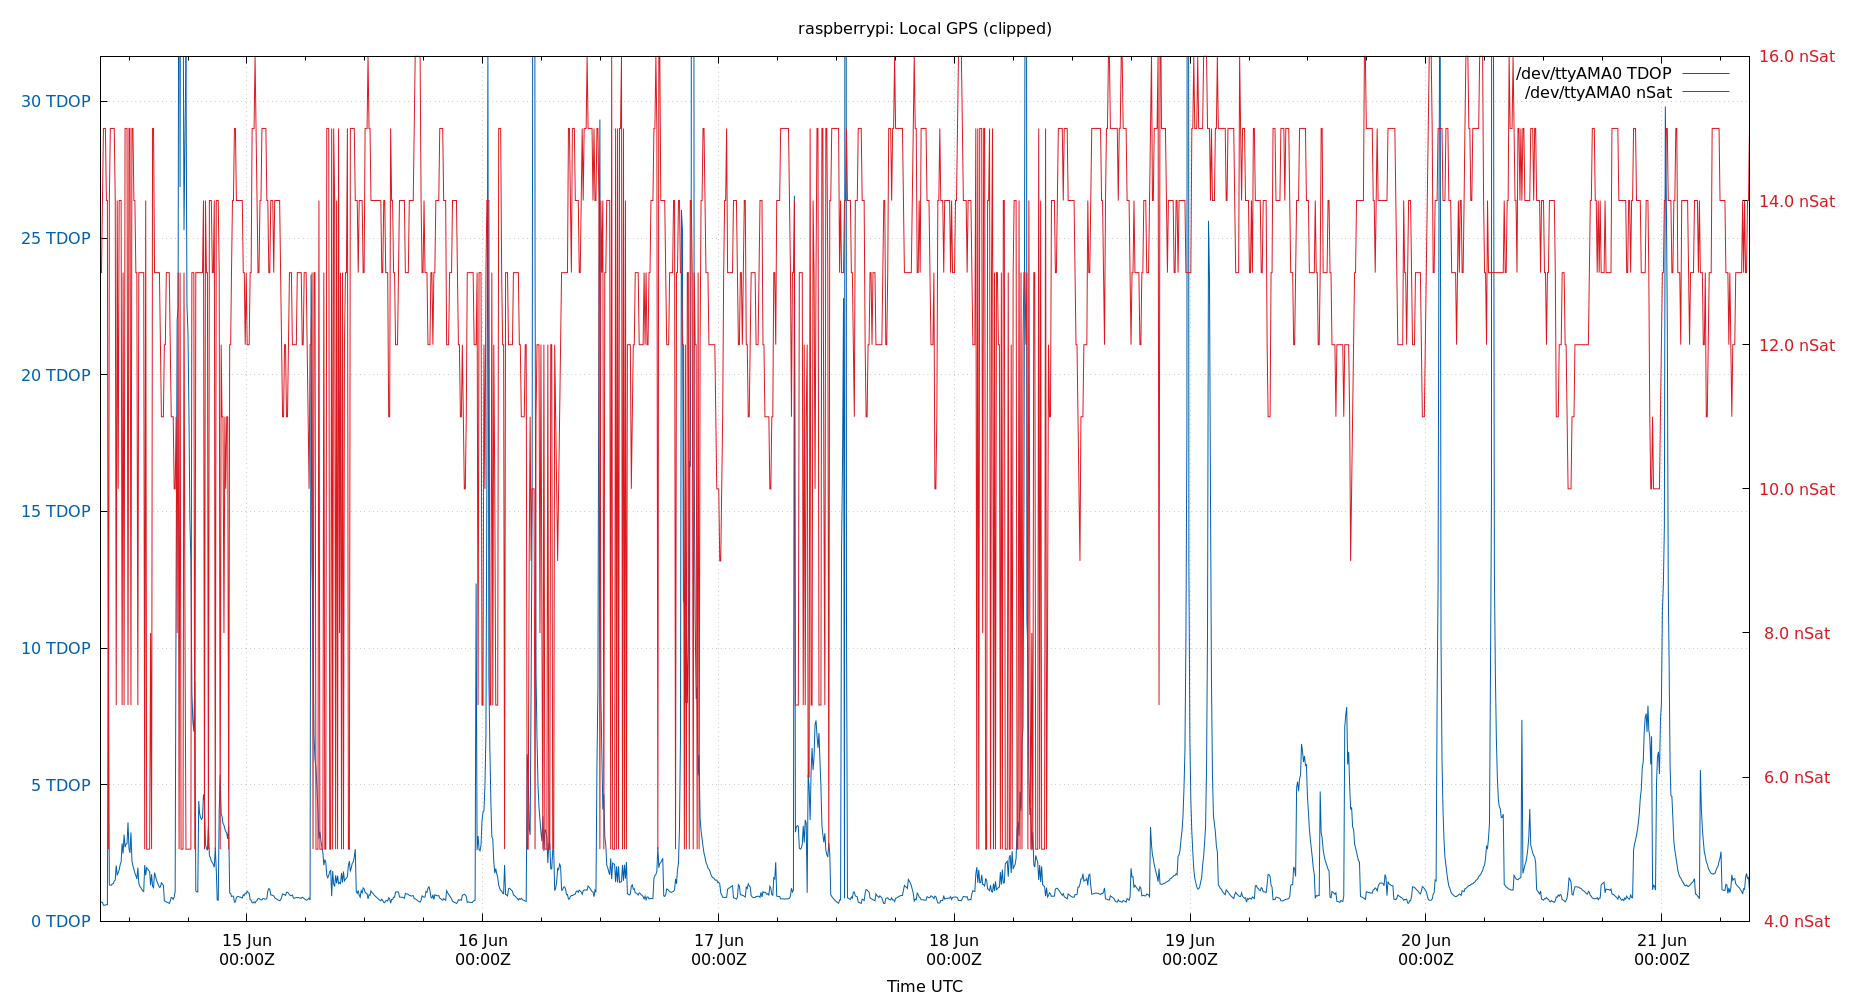 raspberrypi: Local GPS (clipped)
/dev/ttyAMA0 TDOP
/dev/ttyAMA0 nSat
30 TDOP
25 TDOP
20 TDOP
15 TDOP
10 TDOP
5 TDOP
0 TDOP
16.0 nSat
14.0 nSat
12.0 nSat
10.0 nSat
8.0 nSat
6.0 nSat
4.0 nSat
15 Jun 16 Jun 17 Jun 18 Jun 19 Jun 20 Jun 21 Jun
00:00Z 00:00Z 00:00Z 00:00Z 00:00Z 00:00Z 00:00Z
Time UTC